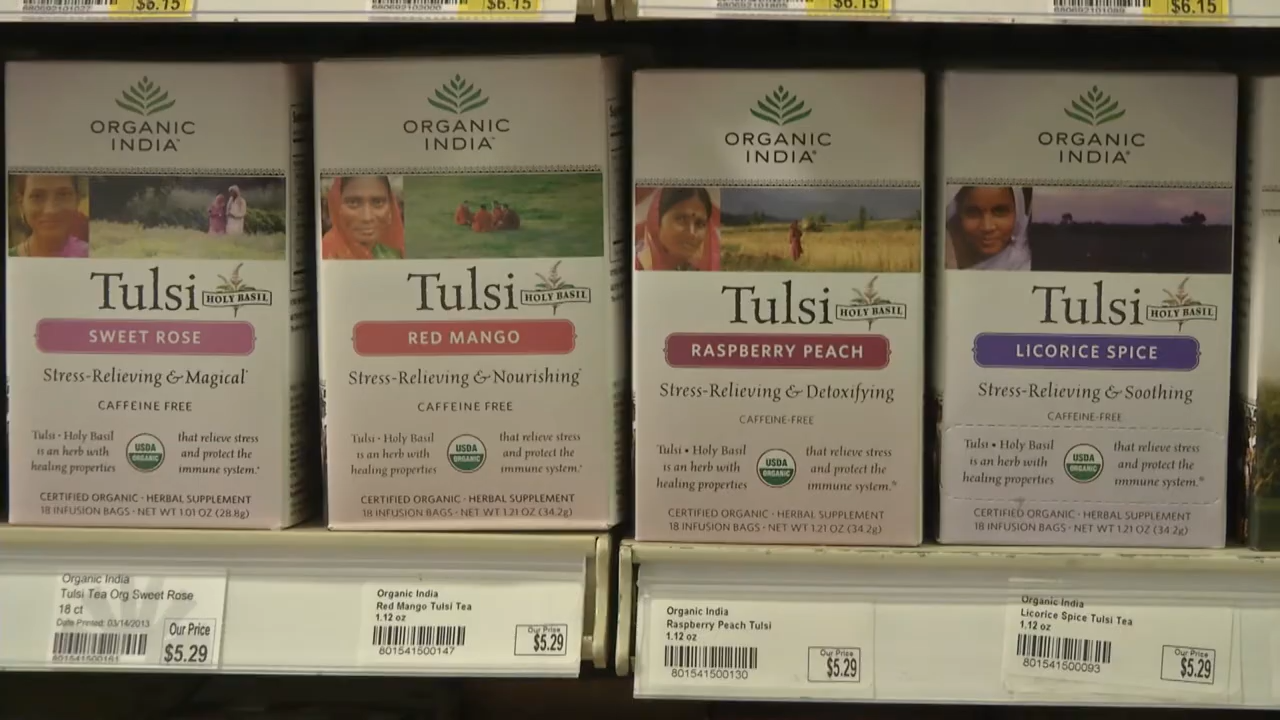 $6.15
$6.15
$6.15
$6.15
ORGANIC
INDIA™
Tulsi
HOLY BASIL
SWEET ROSE
Stress-Relieving & Magical*
CAFFEINE FREE
Tulsi · Holy Basil
is an herb with
healing properties
USDA
ORGANIC
that relieve stress
and protect the
immune system.*
CERTIFIED ORGANIC · HERBAL SUPPLEMENT
18 INFUSION BAGS · NET WT 1.01 OZ (28.8g)
ORGANIC
INDIA™
Tulsi
HOLY BASIL
RED MANGO
Stress-Relieving & Nourishing*
CAFFEINE FREE
Tulsi · Holy Basil
is an herb with
healing properties
USDA
ORGANIC
that relieve stress
and protect the
immune system.*
CERTIFIED ORGANIC · HERBAL SUPPLEMENT
18 INFUSION BAGS · NET WT 1.21 OZ (34.2g)
ORGANIC
INDIA®
Tulsi
HOLY BASIL
RASPBERRY PEACH
Stress-Relieving & Detoxifying
CAFFEINE-FREE
Tulsi • Holy Basil
is an herb with
healing properties
USDA
ORGANIC
that relieve stress
and protect the
immune system.*
CERTIFIED ORGANIC · HERBAL SUPPLEMENT
18 INFUSION BAGS · NET WT 1.21 OZ (34.2g)
ORGANIC
INDIA®
Tulsi
HOLY BASIL
LICORICE SPICE
Stress-Relieving & Soothing
CAFFEINE-FREE
Tulsi • Holy Basil
is an herb with
healing properties
USDA
ORGANIC
that relieve stress
and protect the
immune system.*
CERTIFIED ORGANIC · HERBAL SUPPLEMENT
18 INFUSION BAGS · NET WT 1.21 OZ (34.2g)
Organic India
Tulsi Tea Org Sweet Rose
18 ct
Date Printed: 03/14/2013
Our Price
$5.29
Organic India
Red Mango Tulsi Tea
1.12 oz
801541500147
Our Price
$5.29
Organic India
Raspberry Peach Tulsi
1.12 oz
801541500130
Our Price
$5.29
Organic India
Licorice Spice Tulsi Tea
1.12 oz
801541500093
Our Price
$5.29